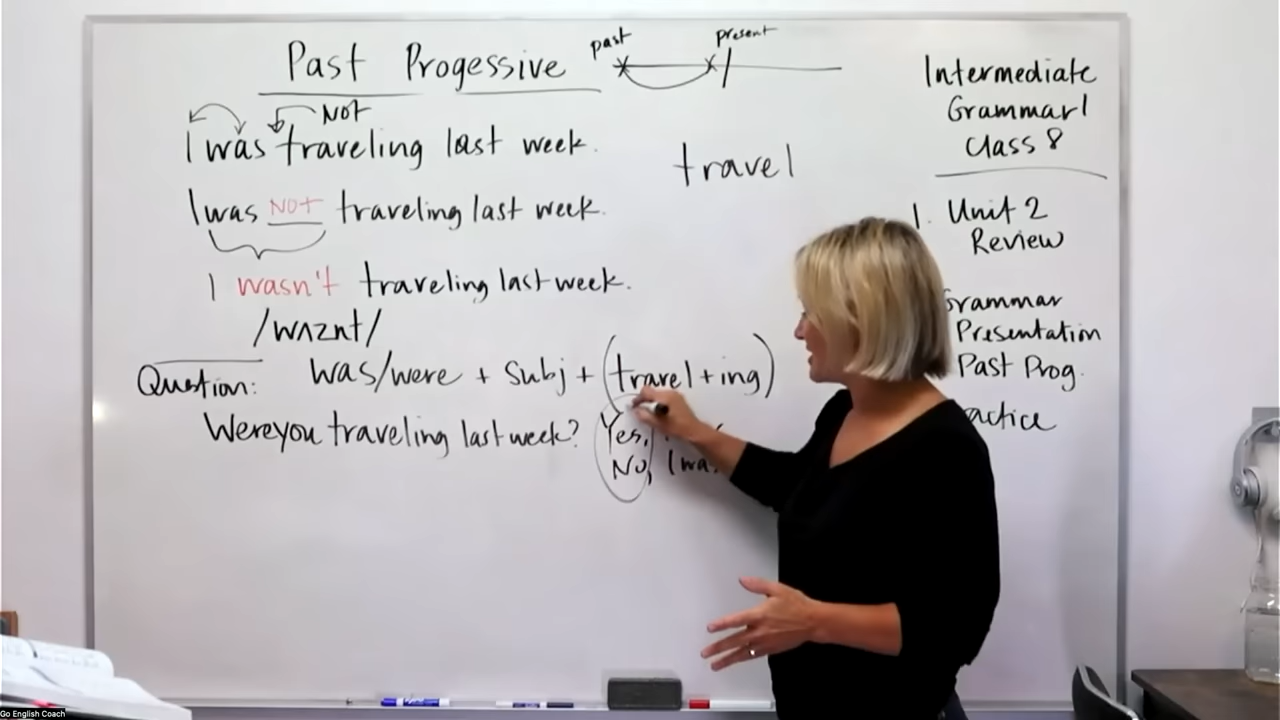 Past Progessive
past present
NOT
I was traveling last week.
travel
I was NOT traveling last week.
I wasn't traveling last week.
/wʌznt/
Question: was/were + Subj + (travel+ing)
Were you traveling last week? Yes,
No, I
Intermediate
Grammar 1
Class 8
1. Unit 2
Review
Grammar
Presentation
Past Prog.
Go English Coach